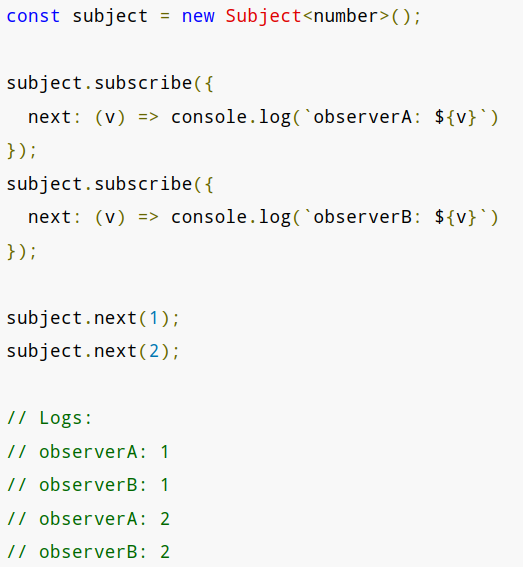 const subject = new Subject<number>();
subject.subscribe({
  next: (v) => console.log(`observerA: ${v}`)
});
subject.subscribe({
  next: (v) => console.log(`observerB: ${v}`)
});
subject.next(1);
subject.next(2);
// Logs:
// observerA: 1
// observerB: 1
// observerA: 2
// observerB: 2